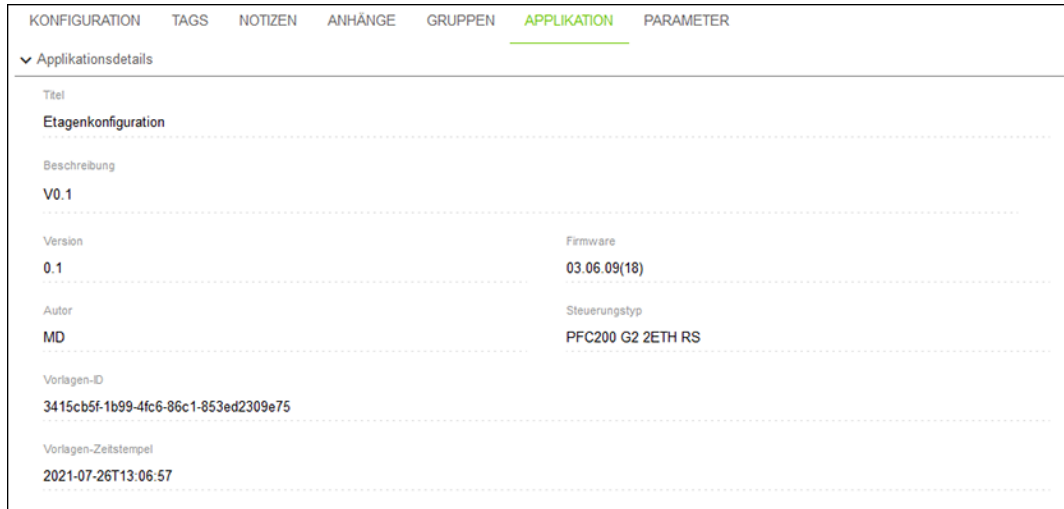 KONFIGURATION TAGS NOTIZEN ANHÄNGE GRUPPEN APPLIKATION PARAMETER
Applikationsdetails
Titel
Etagenkonfiguration
Beschreibung
V0.1
Version Firmware
0.1 03.06.09(18)
Autor Steuerungstyp
MD PFC200 G2 2ETH RS
Vorlagen-ID
3415cb5f-1b99-4fc6-86c1-853ed2309e75
Vorlagen-Zeitstempel
2021-07-26T13:06:57